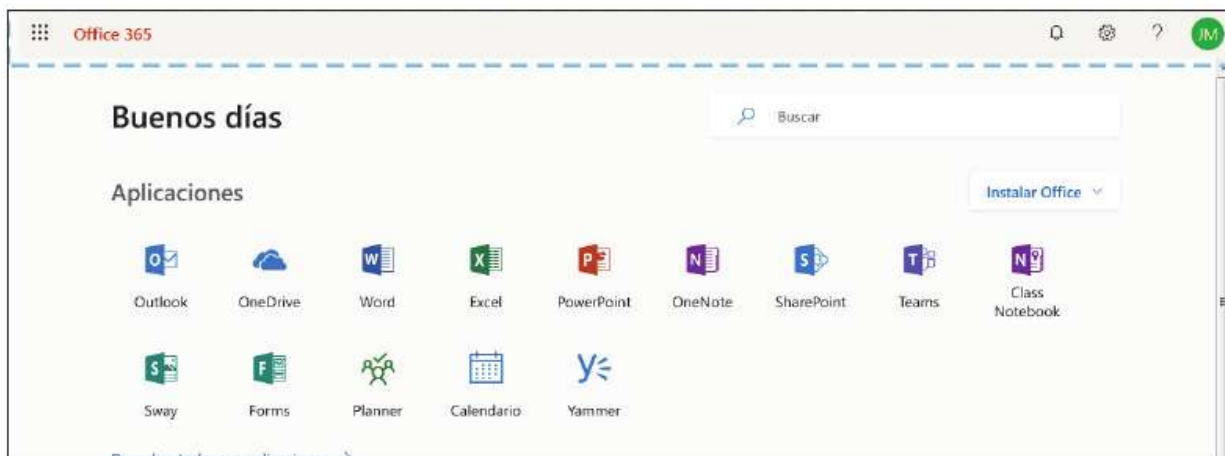 Office 365 ? JM
Buenos días
Buscar
Aplicaciones
Instalar Office
Outlook OneDrive Word Excel PowerPoint OneNote SharePoint Teams Class Notebook
Sway Forms Planner Calendario Yammer